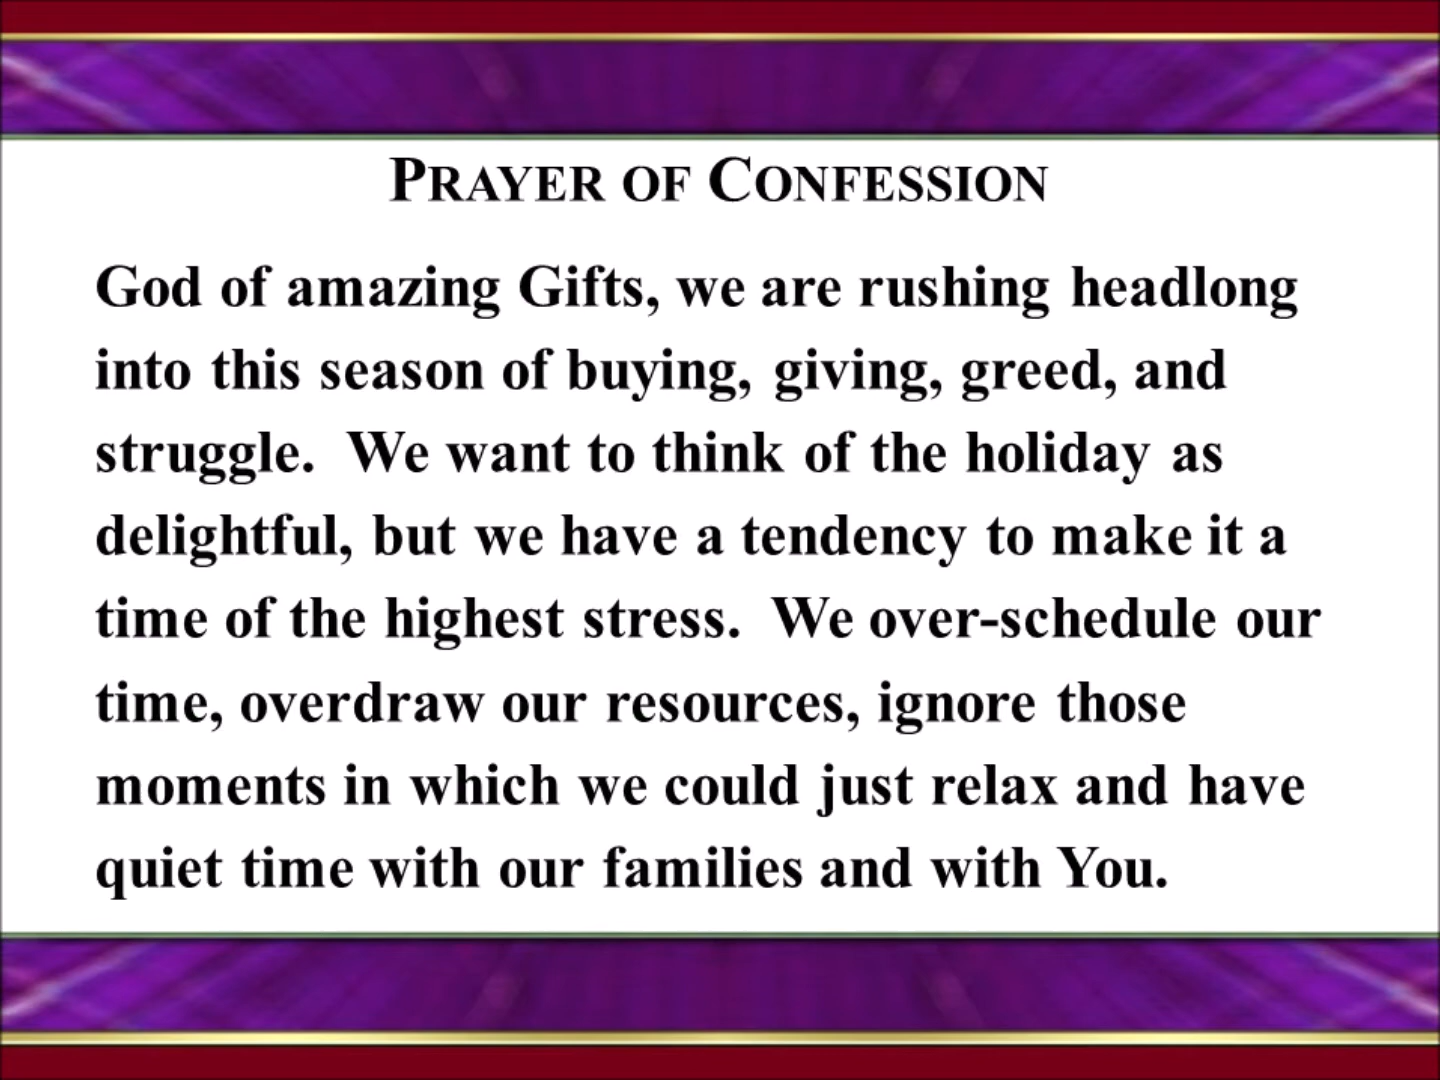 PRAYER OF CONFESSION
God of amazing Gifts, we are rushing headlong
into this season of buying, giving, greed, and
struggle.  We want to think of the holiday as
delightful, but we have a tendency to make it a
time of the highest stress.  We over-schedule our
time, overdraw our resources, ignore those
moments in which we could just relax and have
quiet time with our families and with You.